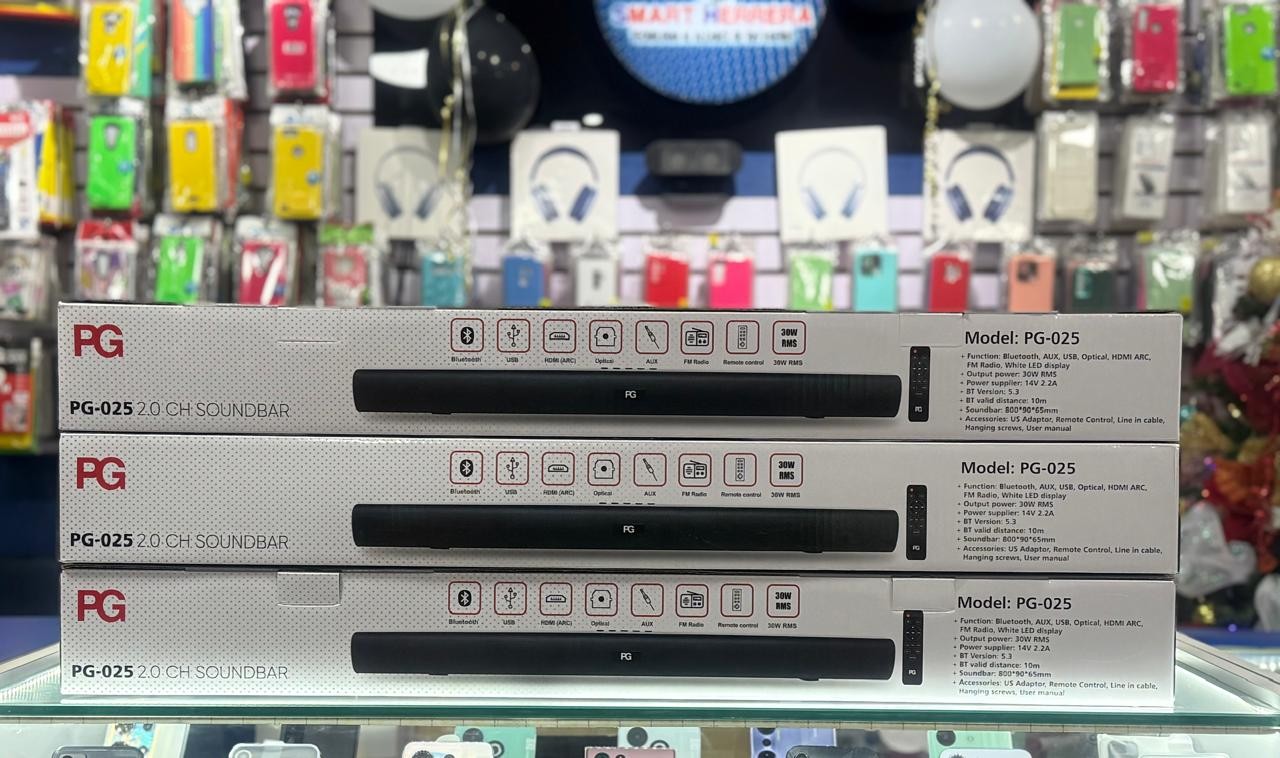 SMART HERRERA
PG
Bluetooth
USB
HDMI (ARC)
Optical
AUX
FM Radio
Remote control
30W
RMS
30W RMS
PG
PG
PG-025 2.0 CH SOUNDBAR
Model: PG-025
+ Function: Bluetooth, AUX, USB, Optical, HDMI ARC,
FM Radio, White LED display
+ Output power: 30W RMS
+ Power supplier: 14V 2.2A
+ BT Version: 5.3
+ BT valid distance: 10m
+ Soundbar: 800*90*65mm
+ Accessories: US Adaptor, Remote Control, Line in cable,
Hanging screws, User manual
PG
Bluetooth
USB
HDMI (ARC)
Optical
AUX
FM Radio
Remote control
30W
RMS
30W RMS
PG
PG
PG-025 2.0 CH SOUNDBAR
Model: PG-025
+ Function: Bluetooth, AUX, USB, Optical, HDMI ARC,
FM Radio, White LED display
+ Output power: 30W RMS
+ Power supplier: 14V 2.2A
+ BT Version: 5.3
+ BT valid distance: 10m
+ Soundbar: 800*90*65mm
+ Accessories: US Adaptor, Remote Control, Line in cable,
Hanging screws, User manual
PG
Bluetooth
USB
HDMI (ARC)
Optical
AUX
FM Radio
Remote control
30W
RMS
30W RMS
PG
PG
PG-025 2.0 CH SOUNDBAR
Model: PG-025
+ Function: Bluetooth, AUX, USB, Optical, HDMI ARC,
FM Radio, White LED display
+ Output power: 30W RMS
+ Power supplier: 14V 2.2A
+ BT Version: 5.3
+ BT valid distance: 10m
+ Soundbar: 800*90*65mm
+ Accessories: US Adaptor, Remote Control, Line in cable,
Hanging screws, User manual